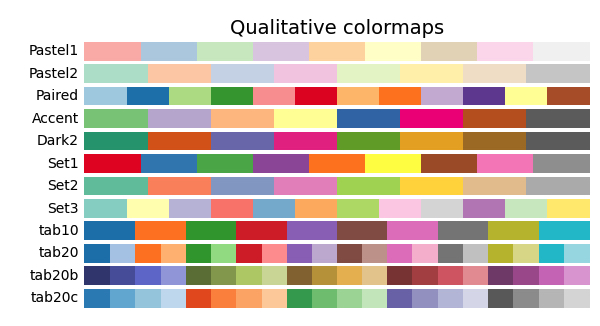 Qualitative colormaps
Pastel1
Pastel2
Paired
Accent
Dark2
Set1
Set2
Set3
tab10
tab20
tab20b
tab20c